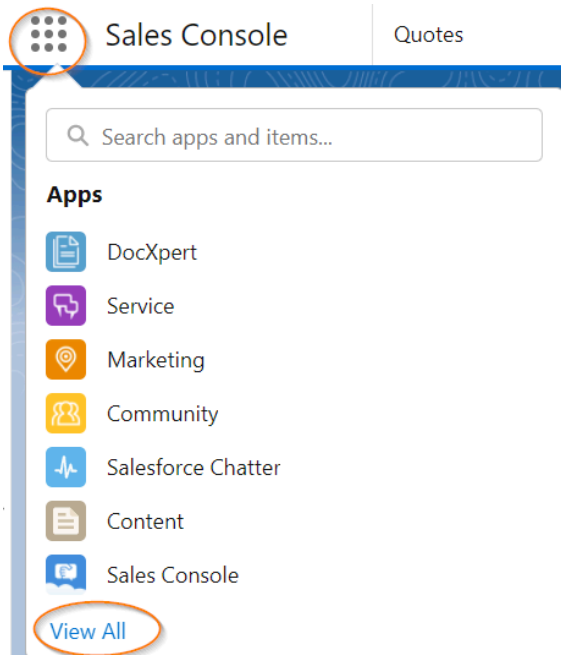 Sales Console
Quotes
Search apps and items...
Apps
DocXpert
Service
Marketing
Community
Salesforce Chatter
Content
Sales Console
View All